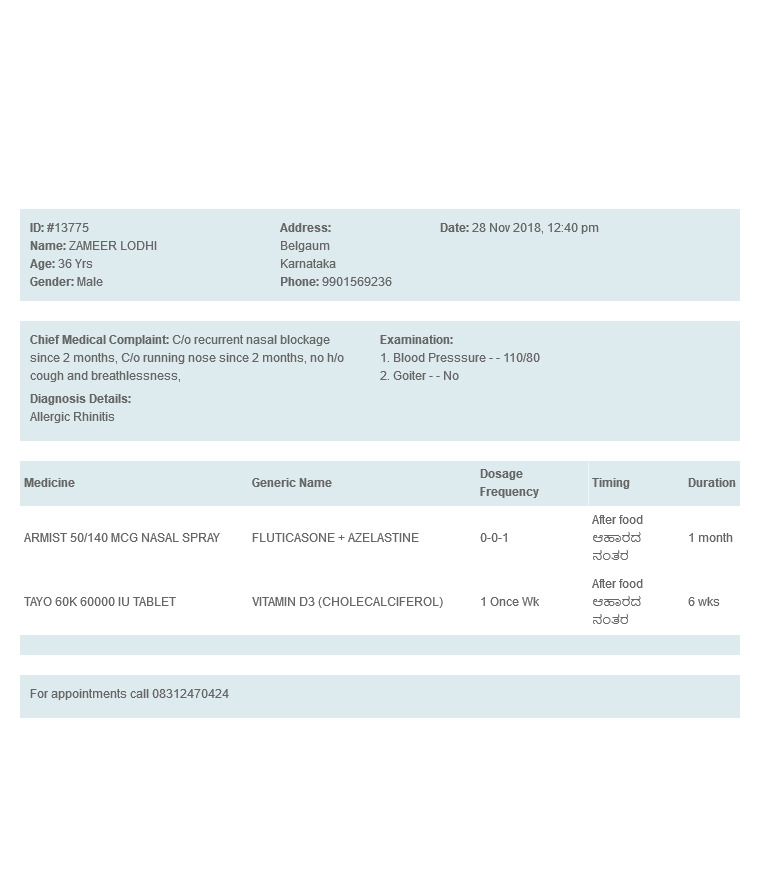 ID: #13775
Name: ZAMEER LODHI
Age: 36 Yrs
Gender: Male
Address:
Belgaum
Karnataka
Phone: 9901569236
Date: 28 Nov 2018, 12:40 pm
Chief Medical Complaint: C/o recurrent nasal blockage
since 2 months, C/o running nose since 2 months, no h/o
cough and breathlessness,
Diagnosis Details:
Allergic Rhinitis
Examination:
1. Blood Presssure - - 110/80
2. Goiter - - No
Medicine Generic Name Dosage Frequency Timing Duration
ARMIST 50/140 MCG NASAL SPRAY FLUTICASONE + AZELASTINE 0-0-1 After food 1 month
ಆಹಾರದ
ನಂತರ
TAYO 60K 60000 IU TABLET VITAMIN D3 (CHOLECALCIFEROL) 1 Once Wk After food 6 wks
ಆಹಾರದ
ನಂತರ
For appointments call 08312470424